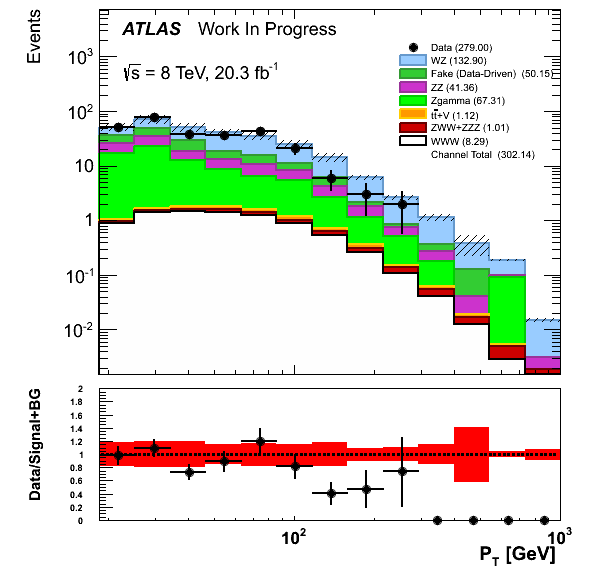 Events
ATLAS Work In Progress
√s = 8 TeV, 20.3 fb⁻¹
Data (279.00)
WZ (132.90)
Fake (Data-Driven) (50.15)
ZZ (41.36)
Zgamma (67.31)
tt̄+V (1.12)
ZWW+ZZZ (1.01)
WWW (8.29)
Channel Total (302.14)
10³
10²
10
1
10⁻¹
10⁻²
Data/Signal+BG
2
1.8
1.6
1.4
1.2
1
0.8
0.6
0.4
0.2
0
10²
10³
P_T [GeV]